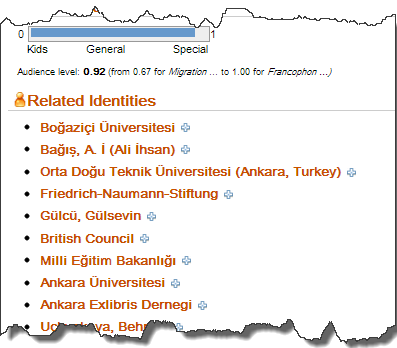 0 1
Kids General Special
Audience level: 0.92 (from 0.67 for Migration ... to 1.00 for Francophon ...)
Related Identities
Boğaziçi Üniversitesi
Bağış, A. İ (Ali İhsan)
Orta Doğu Teknik Üniversitesi (Ankara, Turkey)
Friedrich-Naumann-Stiftung
Gülcü, Gülsevin
British Council
Milli Eğitim Bakanlığı
Ankara Üniversitesi
Ankara Exlibris Dernegi